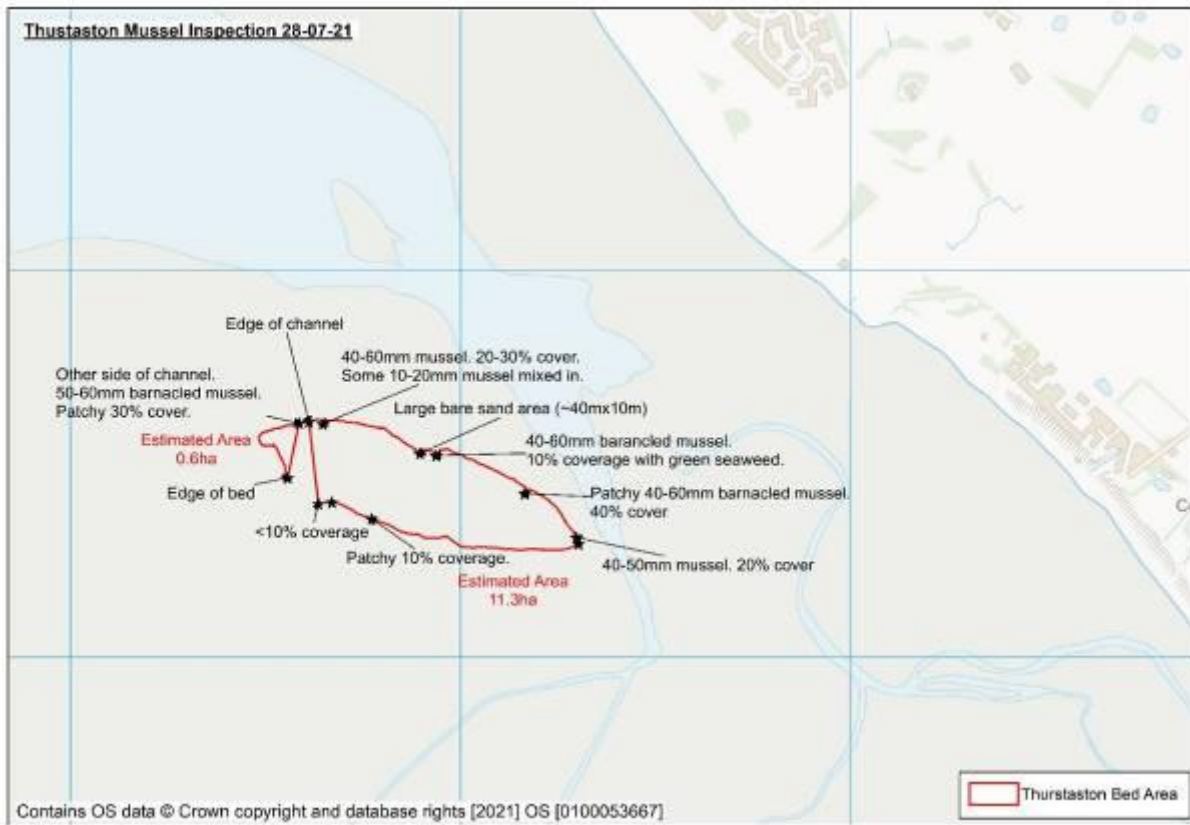 Thustaston Mussel Inspection 28-07-21
Edge of channel
40-60mm mussel. 20-30% cover.
Some 10-20mm mussel mixed in.
Other side of channel.
50-60mm barnacled mussel.
Patchy 30% cover.
Large bare sand area (~40mx10m)
Estimated Area
0.6ha
40-60mm barancled mussel.
10% coverage with green seaweed.
Edge of bed
Patchy 40-60mm barnacled mussel.
40% cover
<10% coverage
Patchy 10% coverage.
40-50mm mussel. 20% cover
Estimated Area
11.3ha
Thurstaston Bed Area
Contains OS data © Crown copyright and database rights [2021] OS [0100053667]